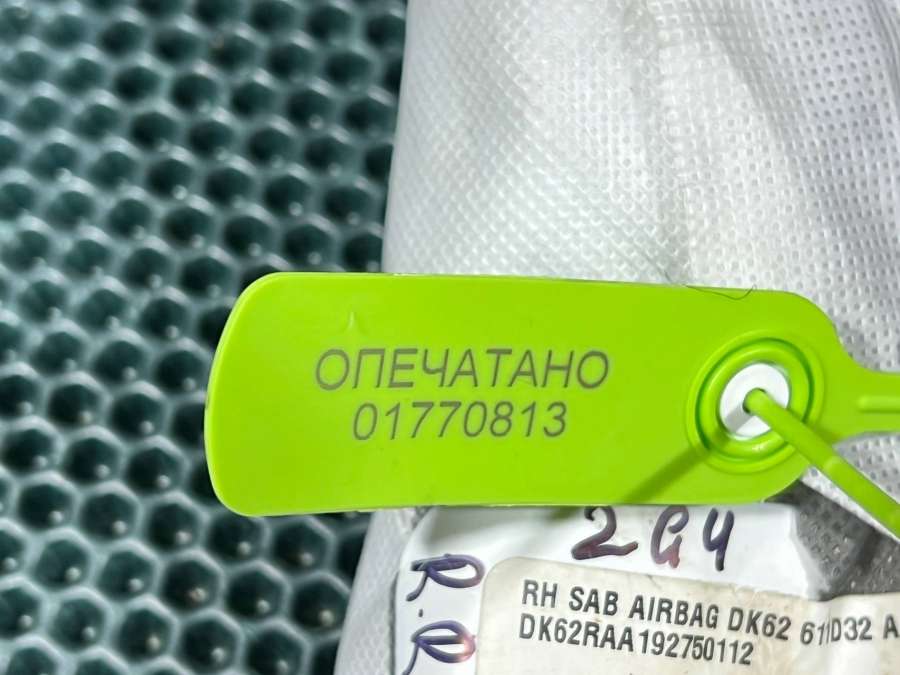 ОПЕЧАТАНО
01770813
2G4
R.
R
RH SAB AIRBAG DK62 611D32 A
DK62RAA192750112